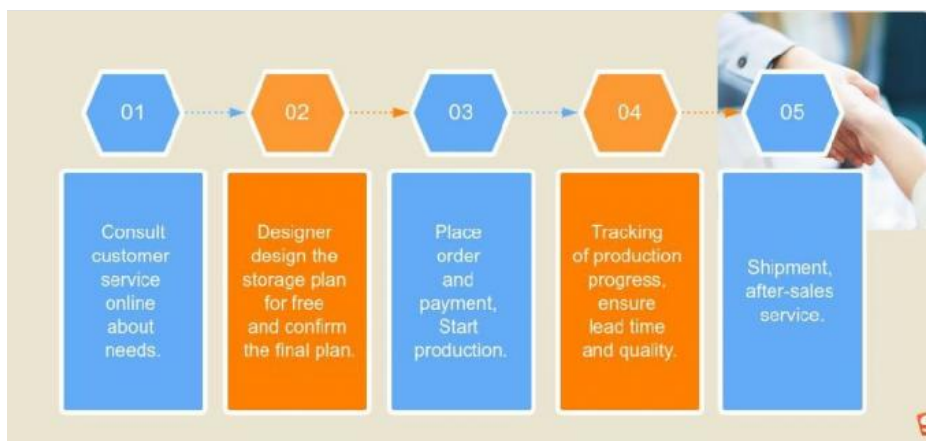 01
02
03
04
05
Consult
customer
service
online
about
needs.
Designer
design the
storage plan
for free
and confirm
the final plan.
Place
order
and
payment,
Start
production.
Tracking
of production
progress,
ensure
lead time
and quality.
Shipment,
after-sales
service.